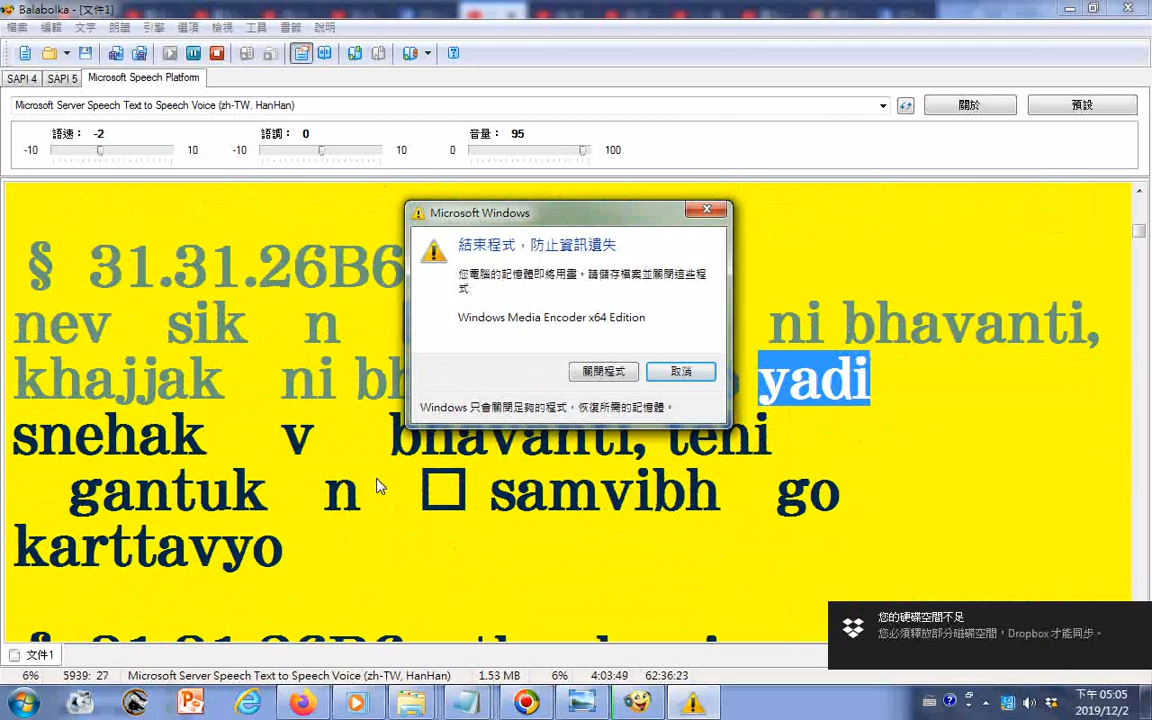 Balabolka - [文件1]
檔案 編輯 文字 朗讀 引擎 選項 檢視 工具 書籤 說明
SAPI 4 SAPI 5 Microsoft Speech Platform
Microsoft Server Speech Text to Speech Voice (zh-TW, HanHan)
關於 預設
語速： -2 語調： 0 音量： 95
-10 10 -10 10 0 100
§ 31.31.26B6
nev sik n ni bhavanti,
khajjak ni bh yadi
snehak v bhavanti, teni
gantuk n □ samvibh go
karttavyo
Microsoft Windows
結束程式，防止資訊遺失
您電腦的記憶體即將用盡。請儲存檔案並關閉這些程
式:
Windows Media Encoder x64 Edition
關閉程式 取消
Windows 只會關閉足夠的程式，恢復所需的記憶體。
您的硬碟空間不足
您必須釋放部分磁碟空間，Dropbox 才能同步。
文件1
6% 5939: 27 Microsoft Server Speech Text to Speech Voice (zh-TW, HanHan) 1.53 MB 6% 4:03:49 62:36:23
下午 05:05
2019/12/2